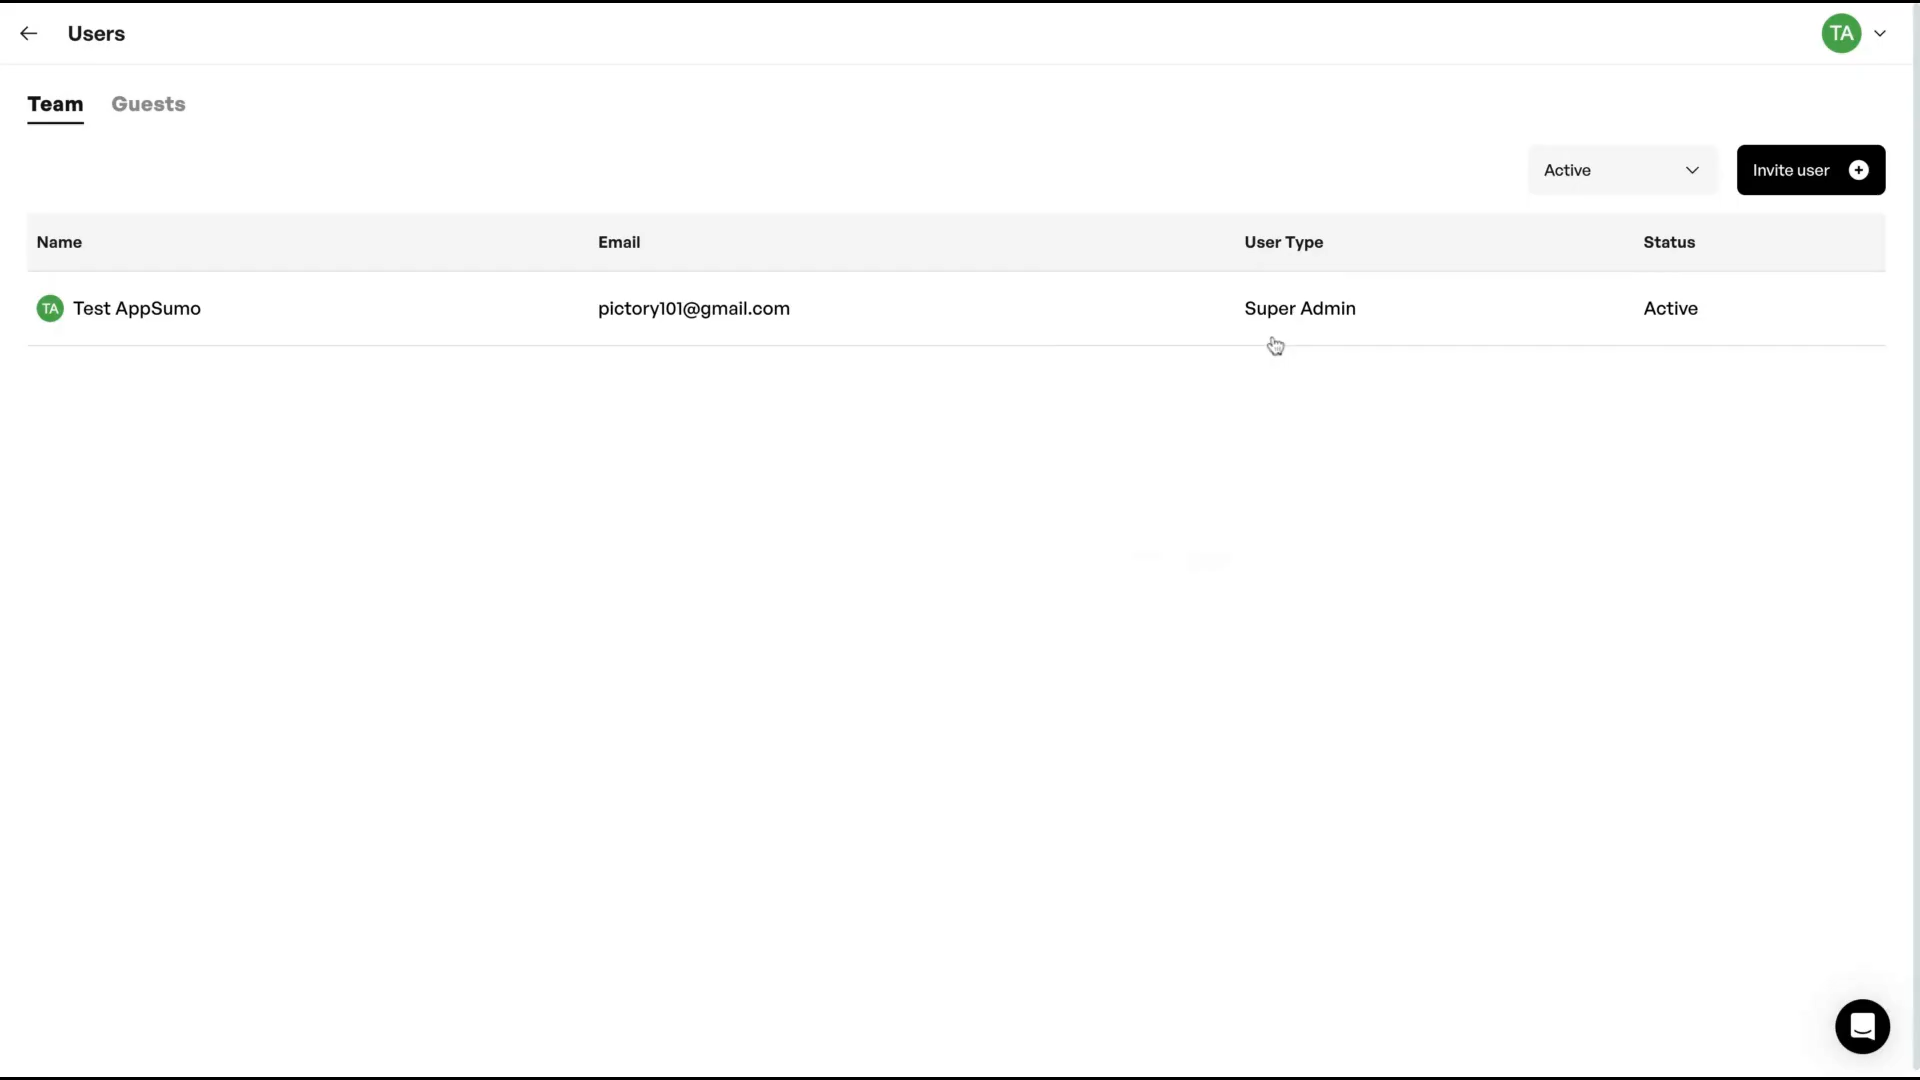 Users
TA
Team
Guests
Active
Invite user
Name
Email
User Type
Status
TA
Test AppSumo
pictory101@gmail.com
Super Admin
Active